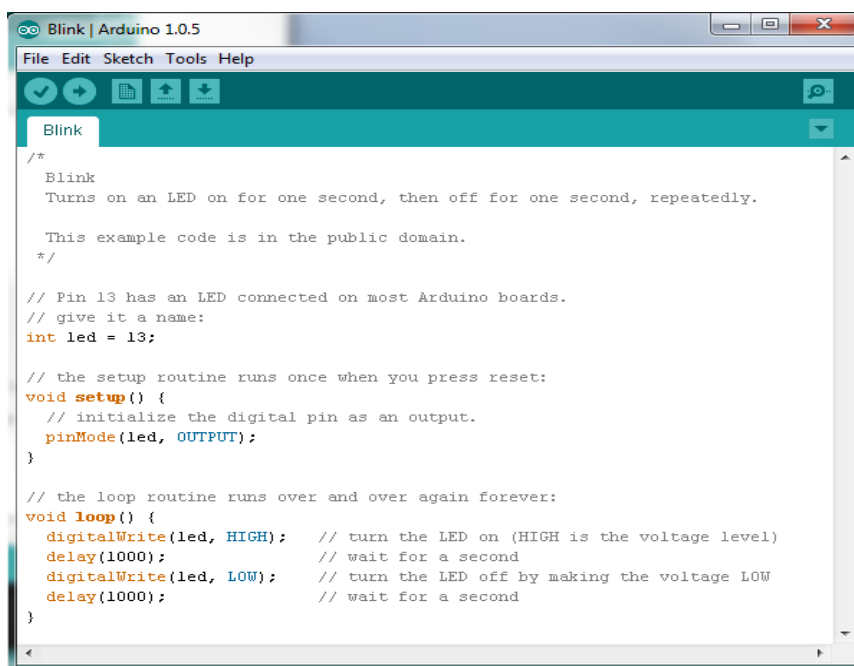 Blink | Arduino 1.0.5
File Edit Sketch Tools Help
Blink
/*
  Blink
  Turns on an LED on for one second, then off for one second, repeatedly.

  This example code is in the public domain.
 */

// Pin 13 has an LED connected on most Arduino boards.
// give it a name:
int led = 13;

// the setup routine runs once when you press reset:
void setup() {
  // initialize the digital pin as an output.
  pinMode(led, OUTPUT);
}

// the loop routine runs over and over again forever:
void loop() {
  digitalWrite(led, HIGH);   // turn the LED on (HIGH is the voltage level)
  delay(1000);               // wait for a second
  digitalWrite(led, LOW);    // turn the LED off by making the voltage LOW
  delay(1000);               // wait for a second
}